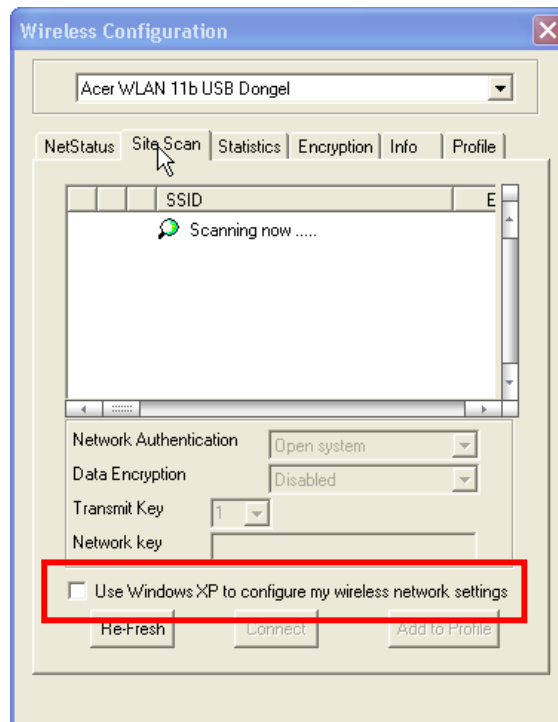 Wireless Configuration
Acer WLAN 11b USB Dongel
NetStatus Site Scan Statistics Encryption Info Profile
SSID E
Scanning now .....
Network Authentication Open system
Data Encryption Disabled
Transmit Key 1
Network key
Use Windows XP to configure my wireless network settings
Re-Fresh Connect Add to Profile